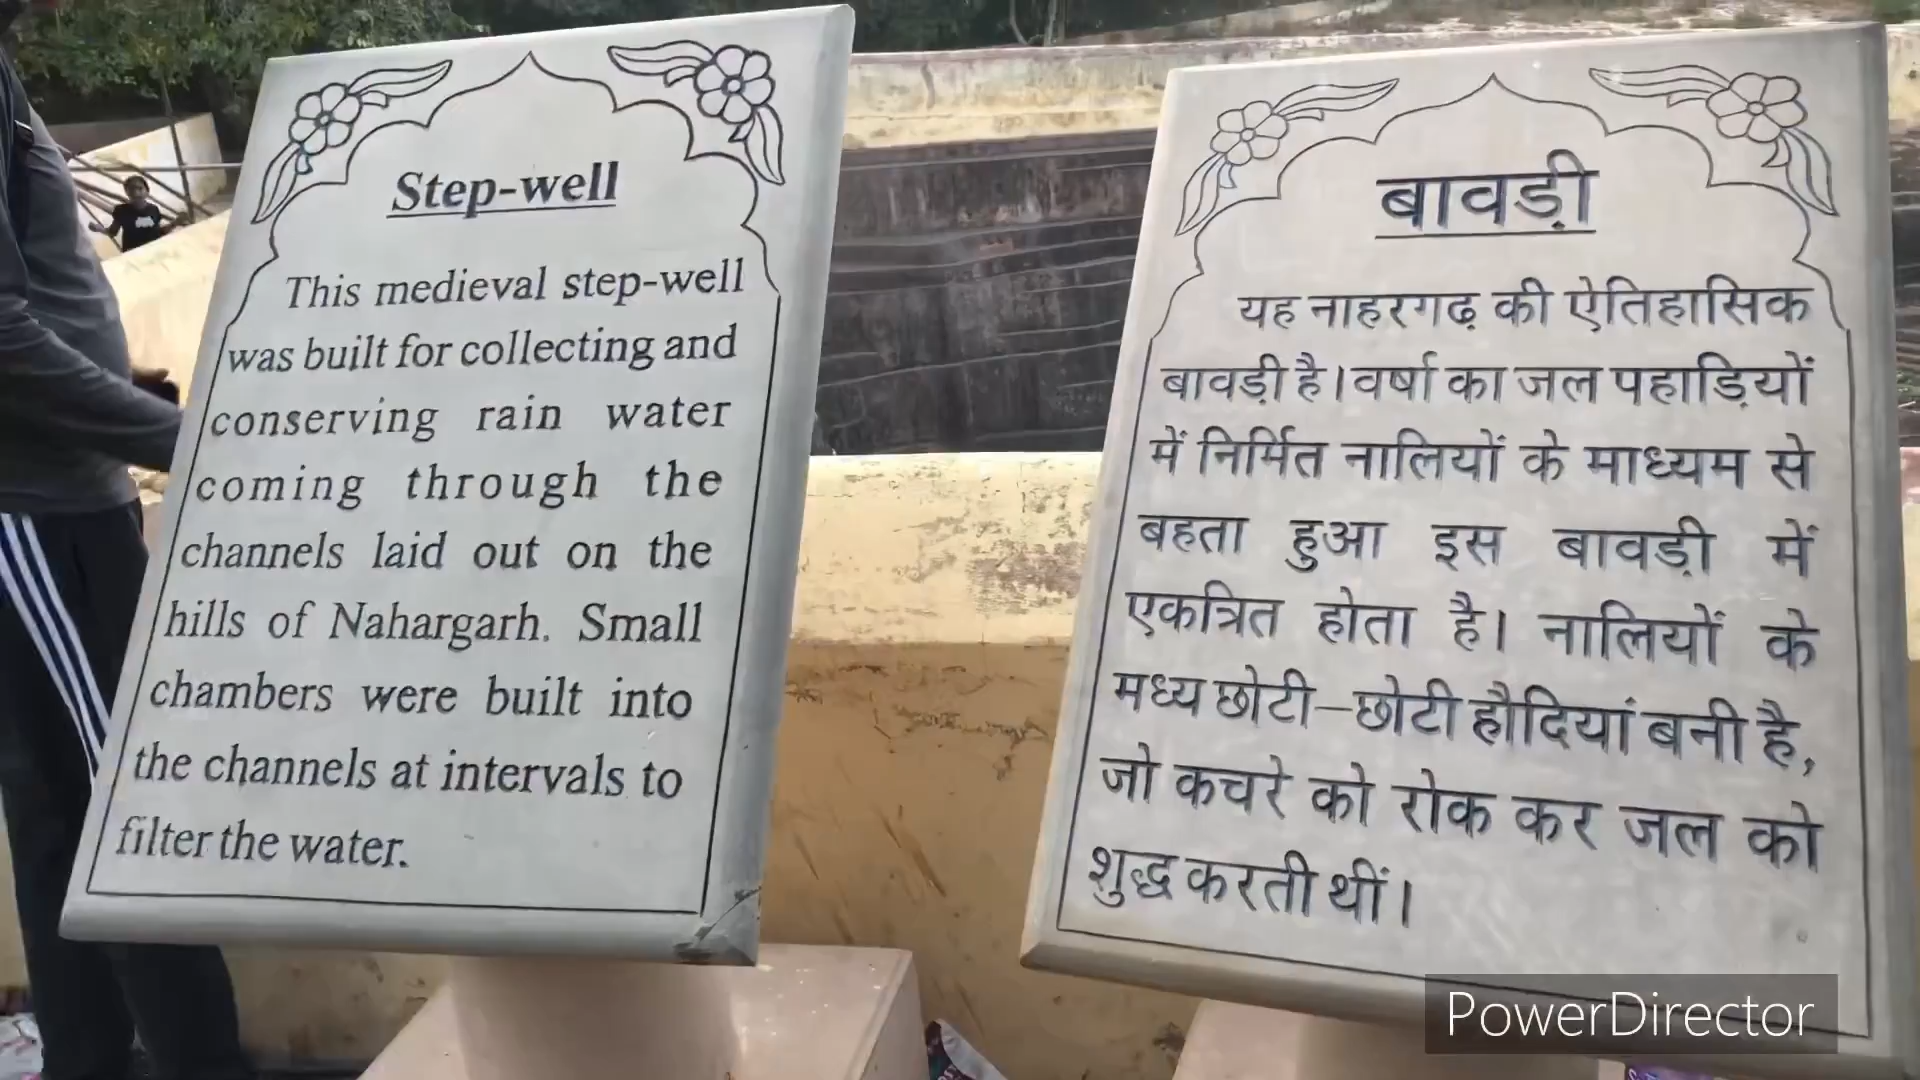 Step-well
This medieval step-well
was built for collecting and
conserving rain water
coming through the
channels laid out on the
hills of Nahargarh. Small
chambers were built into
the channels at intervals to
filter the water.
बावड़ी
यह नाहरगढ़ की ऐतिहासिक
बावड़ी है। वर्षा का जल पहाड़ियों
में निर्मित नालियों के माध्यम से
बहता हुआ इस बावड़ी में
एकत्रित होता है। नालियों के
मध्य छोटी–छोटी हौदियां बनी है,
जो कचरे को रोक कर जल को
शुद्ध करती थीं।
PowerDirector